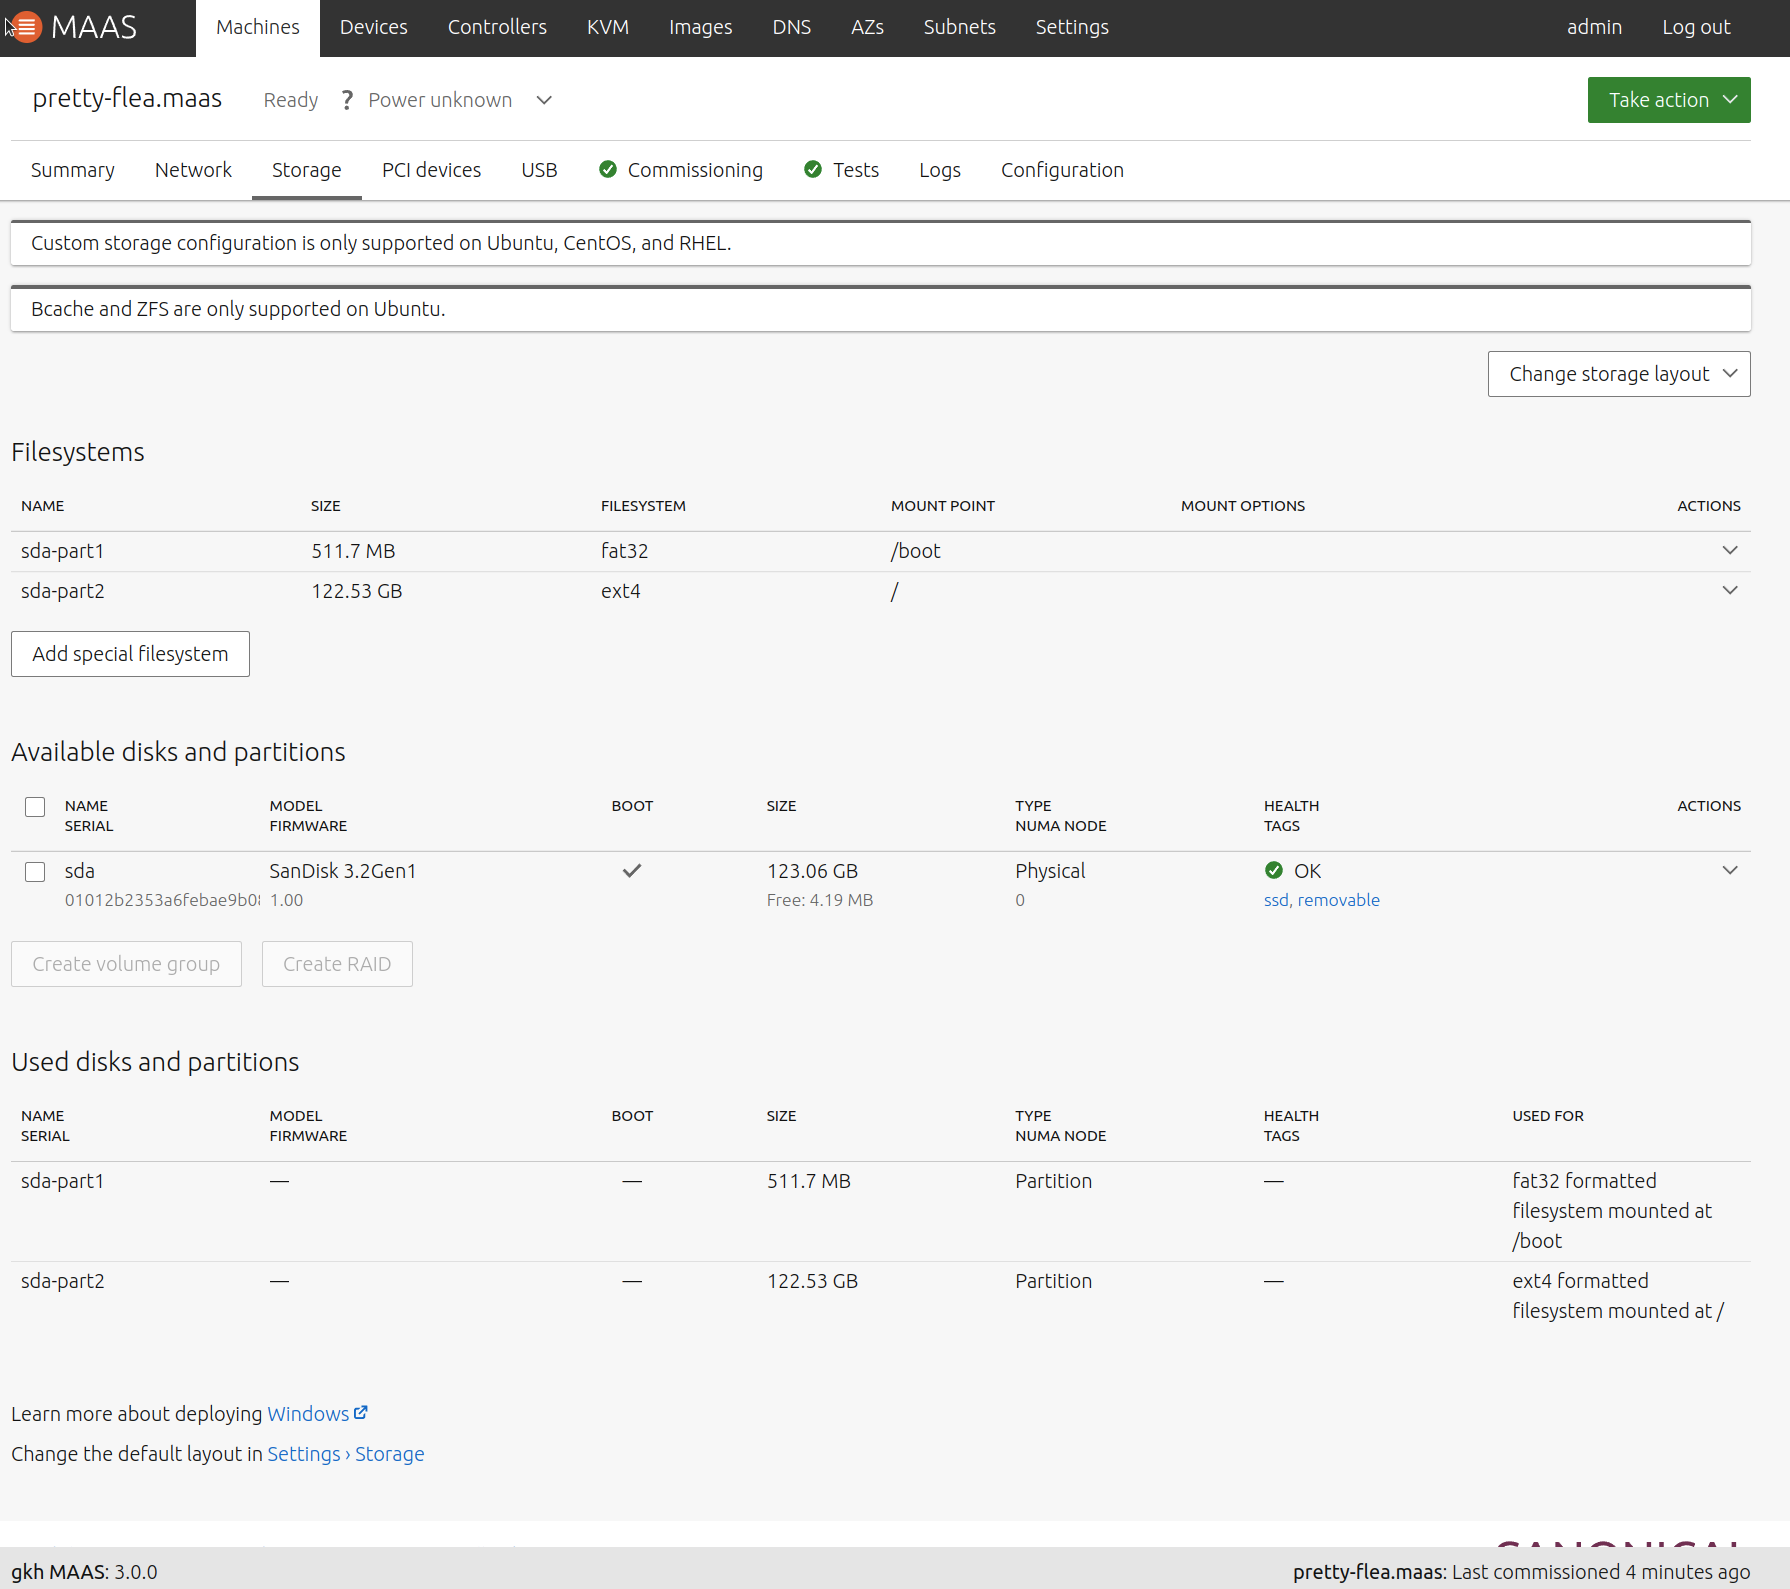 MAAS Machines Devices Controllers KVM Images DNS AZs Subnets Settings admin Log out
pretty-flea.maas Ready ? Power unknown Take action
Summary Network Storage PCI devices USB Commissioning Tests Logs Configuration
Custom storage configuration is only supported on Ubuntu, CentOS, and RHEL.
Bcache and ZFS are only supported on Ubuntu.
Change storage layout
Filesystems
NAME SIZE FILESYSTEM MOUNT POINT MOUNT OPTIONS ACTIONS
sda-part1 511.7 MB fat32 /boot
sda-part2 122.53 GB ext4 /
Add special filesystem
Available disks and partitions
NAME MODEL BOOT SIZE TYPE HEALTH ACTIONS
SERIAL FIRMWARE NUMA NODE TAGS
sda SanDisk 3.2Gen1 123.06 GB Physical OK
01012b2353a6febae9b08 1.00 Free: 4.19 MB 0 ssd, removable
Create volume group Create RAID
Used disks and partitions
NAME MODEL BOOT SIZE TYPE HEALTH USED FOR
SERIAL FIRMWARE NUMA NODE TAGS
sda-part1 — — 511.7 MB Partition — fat32 formatted
filesystem mounted at
/boot
sda-part2 — — 122.53 GB Partition — ext4 formatted
filesystem mounted at /
Learn more about deploying Windows
Change the default layout in Settings › Storage
CANONICAL
gkh MAAS: 3.0.0 pretty-flea.maas: Last commissioned 4 minutes ago